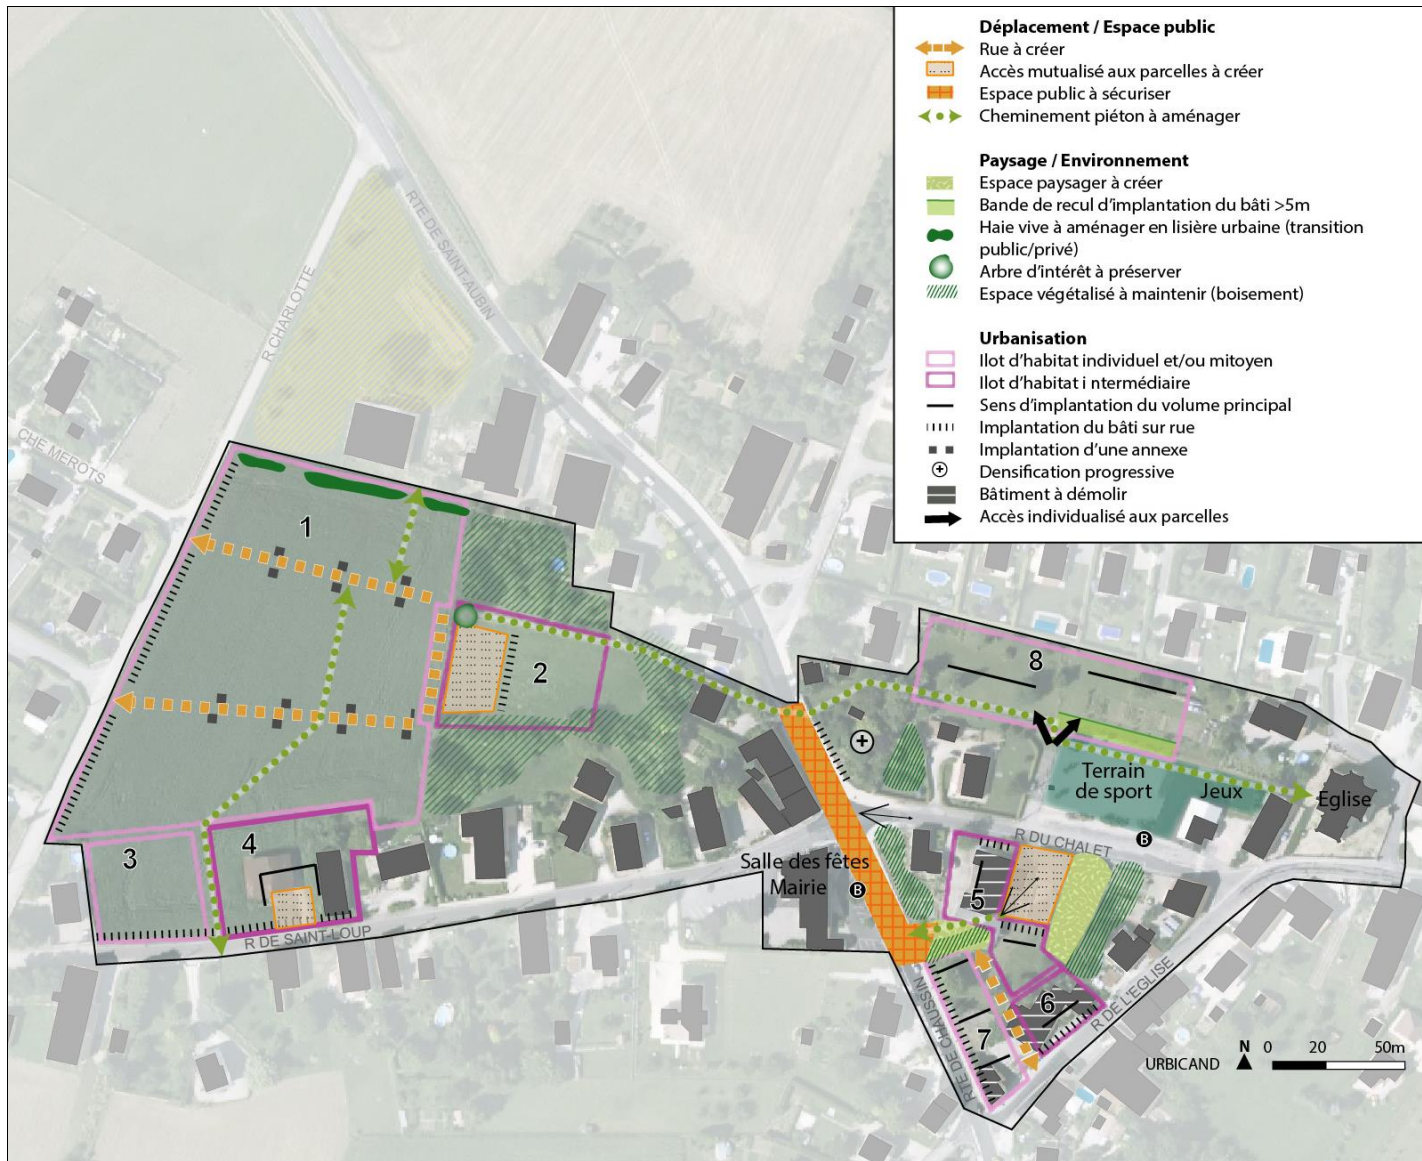 Déplacement / Espace public
Rue à créer
Accès mutualisé aux parcelles à créer
Espace public à sécuriser
Cheminement piéton à aménager
Paysage / Environnement
Espace paysager à créer
Bande de recul d'implantation du bâti >5m
Haie vive à aménager en lisière urbaine (transition
public/privé)
Arbre d'intérêt à préserver
Espace végétalisé à maintenir (boisement)
Urbanisation
Ilot d'habitat individuel et/ou mitoyen
Ilot d'habitat i ntermédiaire
Sens d'implantation du volume principal
Implantation du bâti sur rue
Implantation d'une annexe
Densification progressive
Bâtiment à démolir
Accès individualisé aux parcelles
RTE DE SAINT-AUBIN
R CHARLOTTE
CHE MEROTS
1
2
8
Terrain
de sport
Jeux
Eglise
3
4
R DU CHALET
B
Salle des fêtes
Mairie
B
5
R DE SAINT-LOUP
6
R DE L'EGLISE
7
RTE DE CHAUSSIN
URBICAND
N
0 20 50m